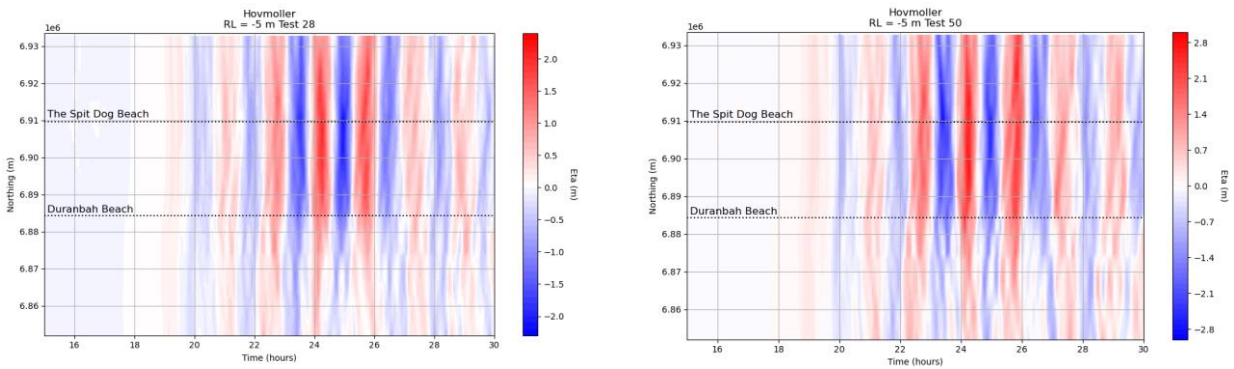 Hovmoller
RL = -5 m Test 28
1e6
6.93
6.92
6.91
6.90
6.89
6.88
6.87
6.86
Northing (m)
The Spit Dog Beach
Duranbah Beach
16 18 20 22 24 26 28 30
Time (hours)
2.0
1.5
1.0
0.5
0.0
−0.5
−1.0
−1.5
−2.0
Eta (m)
Hovmoller
RL = -5 m Test 50
1e6
6.93
6.92
6.91
6.90
6.89
6.88
6.87
6.86
Northing (m)
The Spit Dog Beach
Duranbah Beach
16 18 20 22 24 26 28 30
Time (hours)
2.8
2.1
1.4
0.7
0.0
−0.7
−1.4
−2.1
−2.8
Eta (m)